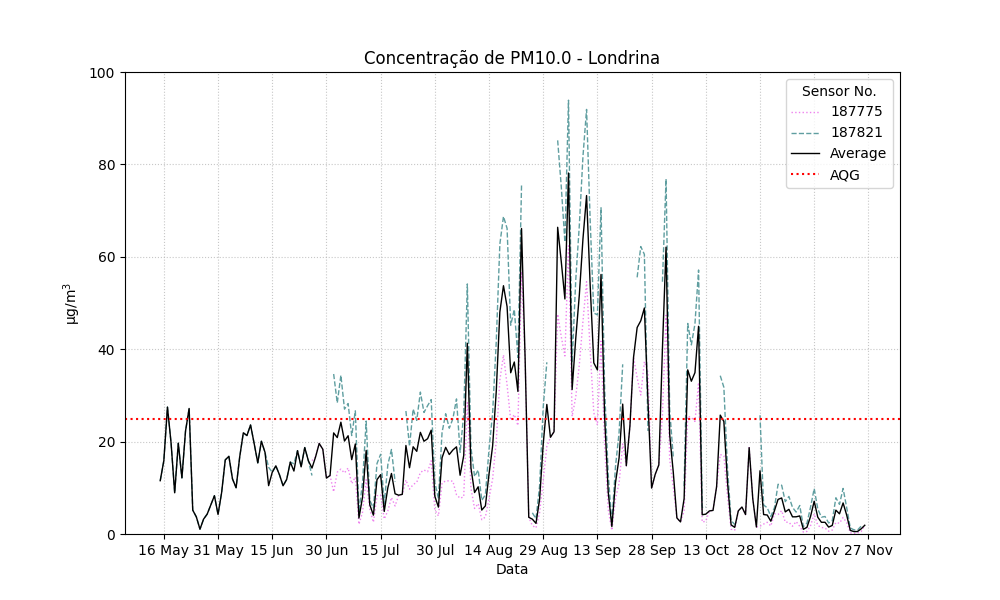 Concentração de PM10.0 - Londrina
Sensor No.
187775
187821
Average
AQG
100
80
60
40
20
0
µg/m³
16 May 31 May 15 Jun 30 Jun 15 Jul 30 Jul 14 Aug 29 Aug 13 Sep 28 Sep 13 Oct 28 Oct 12 Nov 27 Nov
Data